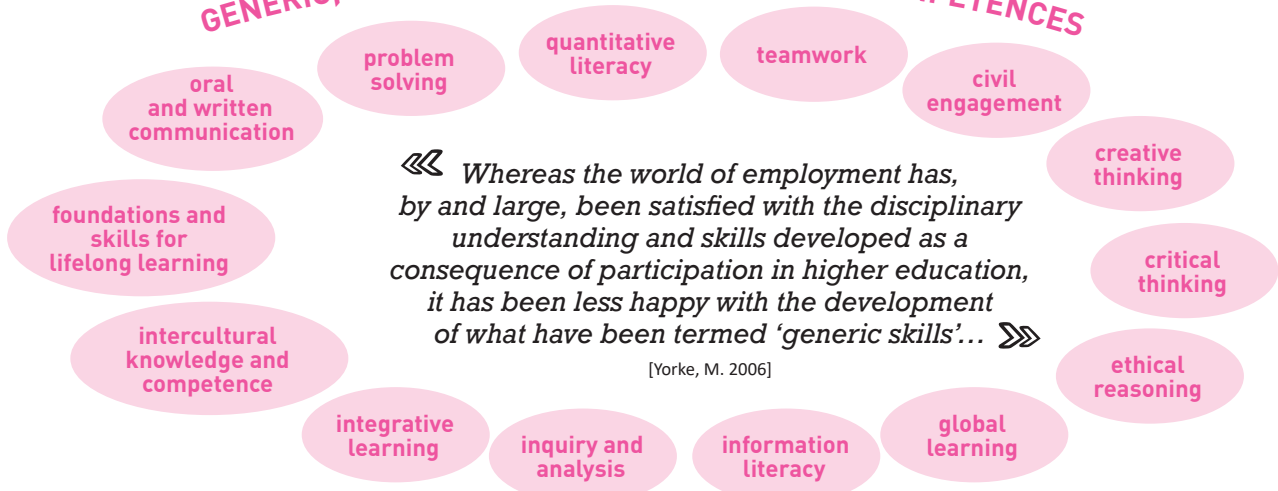 GENERIC,
COMPETENCES
problem
solving
quantitative
literacy
teamwork
civil
engagement
creative
thinking
critical
thinking
ethical
reasoning
global
learning
information
literacy
inquiry and
analysis
integrative
learning
intercultural
knowledge and
competence
foundations and
skills for
lifelong learning
oral
and written
communication
« Whereas the world of employment has,
by and large, been satisfied with the disciplinary
understanding and skills developed as a
consequence of participation in higher education,
it has been less happy with the development
of what have been termed ‘generic skills’… »
[Yorke, M. 2006]